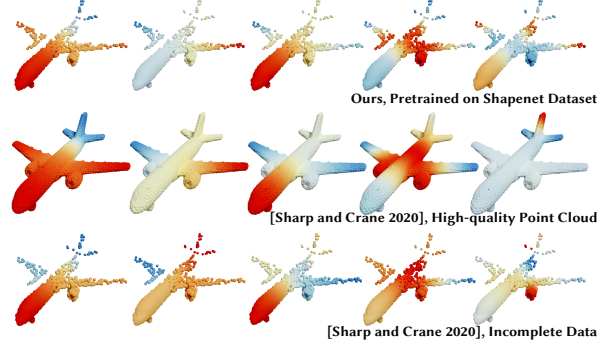 Ours, Pretrained on Shapenet Dataset
[Sharp and Crane 2020], High-quality Point Cloud
[Sharp and Crane 2020], Incomplete Data